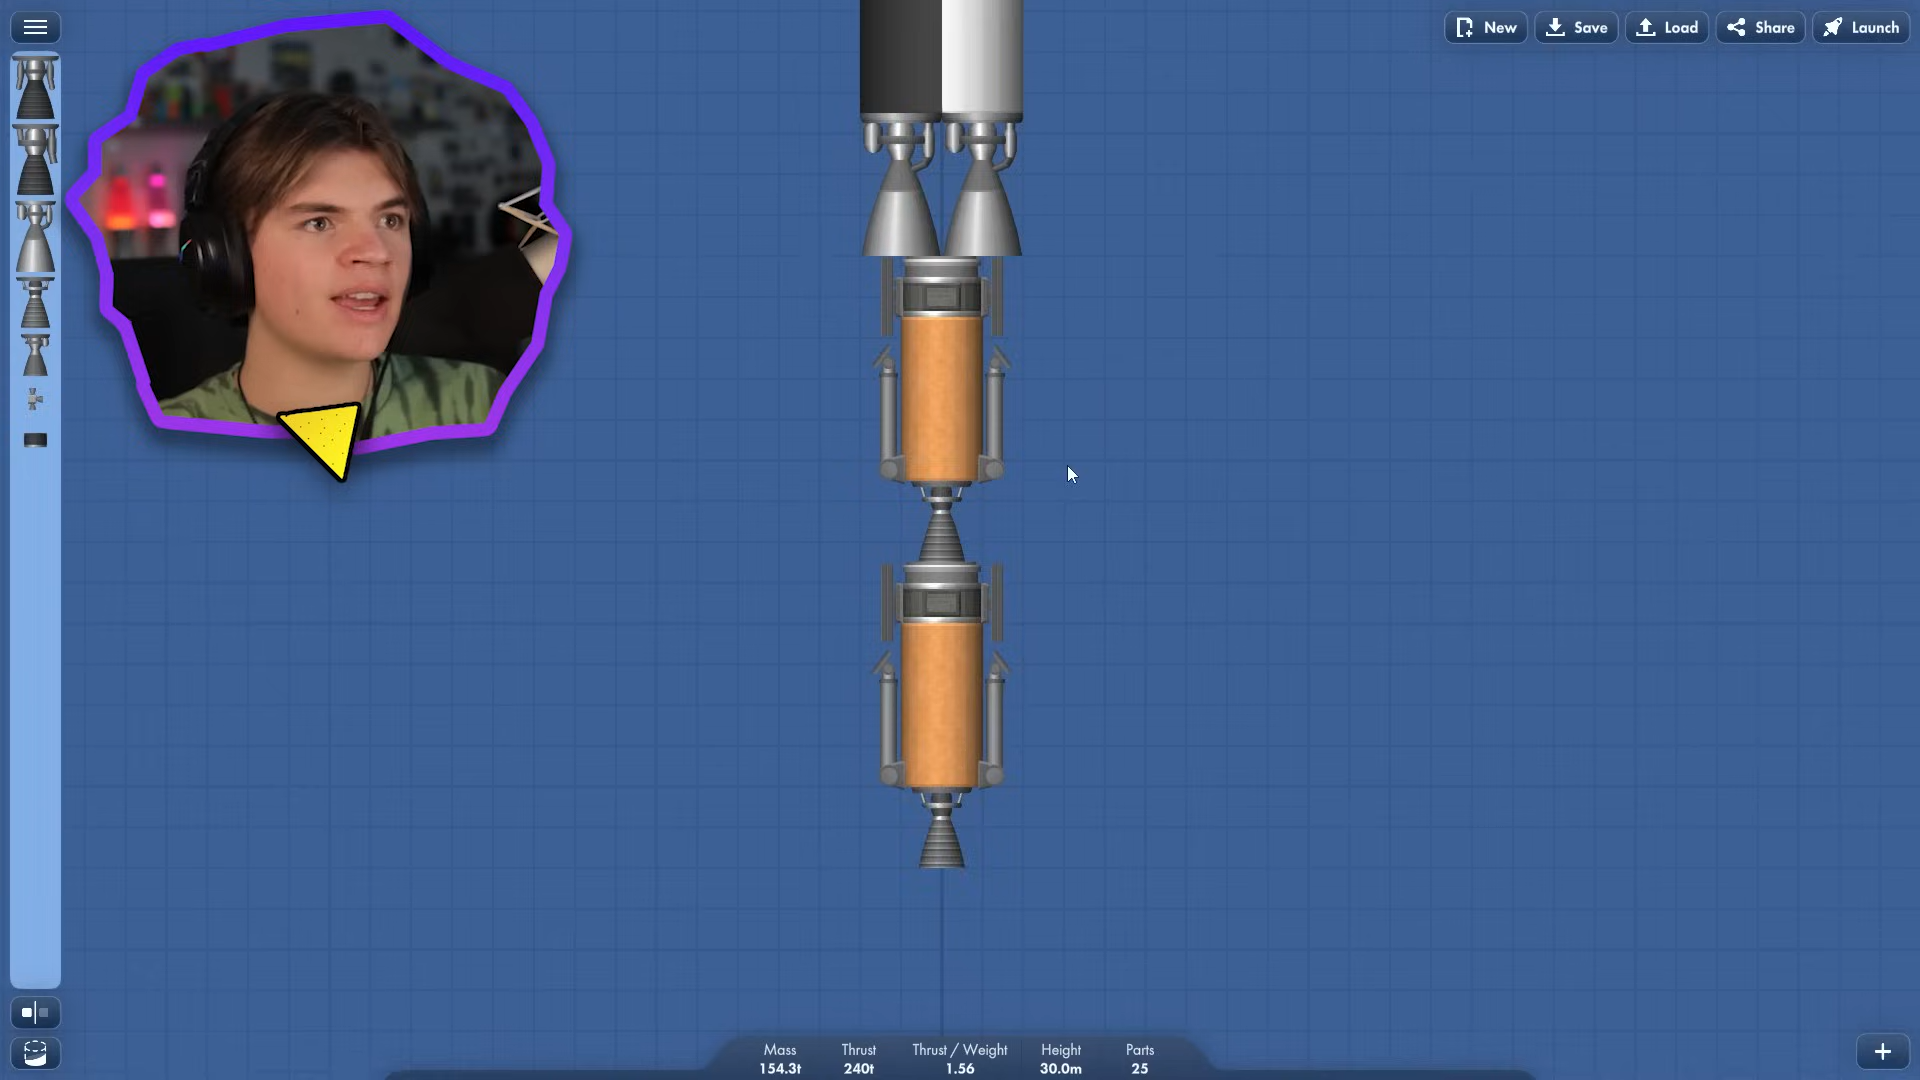 New Save Load Share Launch
Mass Thrust Thrust / Weight Height Parts
154.3t 240t 1.56 30.0m 25